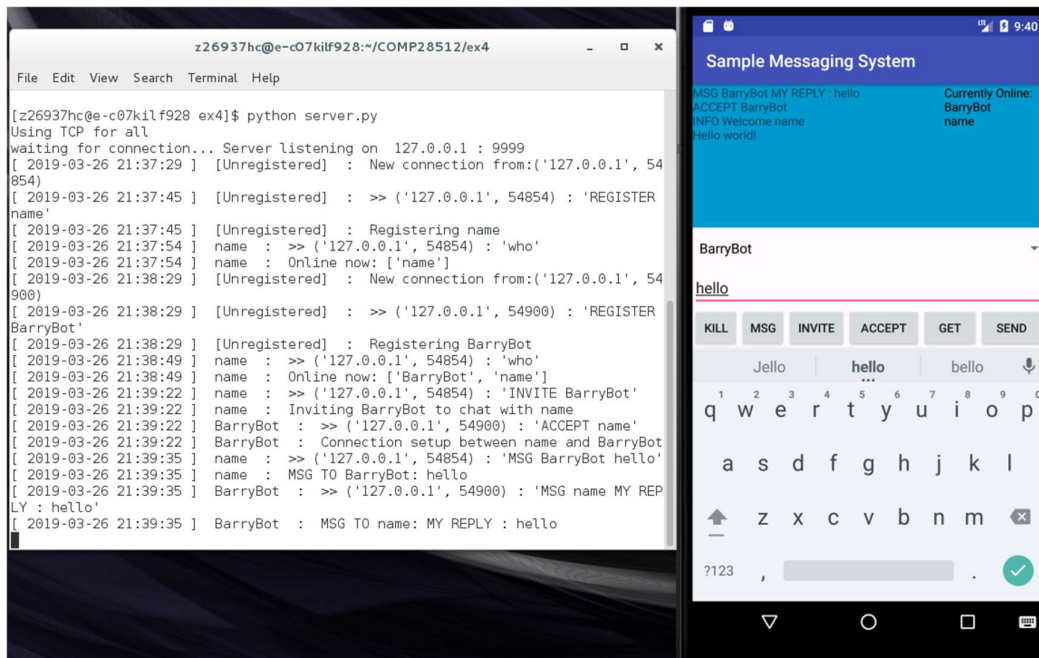 z26937hc@e-c07kilf928:~/COMP28512/ex4
File Edit View Search Terminal Help
[z26937hc@e-c07kilf928 ex4]$ python server.py
Using TCP for all
waiting for connection... Server listening on 127.0.0.1 : 9999
[ 2019-03-26 21:37:29 ] [Unregistered] : New connection from:('127.0.0.1', 54
854)
[ 2019-03-26 21:37:45 ] [Unregistered] : >> ('127.0.0.1', 54854) : 'REGISTER
name'
[ 2019-03-26 21:37:45 ] [Unregistered] : Registering name
[ 2019-03-26 21:37:54 ] name : >> ('127.0.0.1', 54854) : 'who'
[ 2019-03-26 21:37:54 ] name : Online now: ['name']
[ 2019-03-26 21:38:29 ] [Unregistered] : New connection from:('127.0.0.1', 54
900)
[ 2019-03-26 21:38:29 ] [Unregistered] : >> ('127.0.0.1', 54900) : 'REGISTER
BarryBot'
[ 2019-03-26 21:38:29 ] [Unregistered] : Registering BarryBot
[ 2019-03-26 21:38:49 ] name : >> ('127.0.0.1', 54854) : 'who'
[ 2019-03-26 21:38:49 ] name : Online now: ['BarryBot', 'name']
[ 2019-03-26 21:39:22 ] name : >> ('127.0.0.1', 54854) : 'INVITE BarryBot'
[ 2019-03-26 21:39:22 ] name : Inviting BarryBot to chat with name
[ 2019-03-26 21:39:22 ] BarryBot : >> ('127.0.0.1', 54900) : 'ACCEPT name'
[ 2019-03-26 21:39:22 ] BarryBot : Connection setup between name and BarryBot
[ 2019-03-26 21:39:35 ] name : >> ('127.0.0.1', 54854) : 'MSG BarryBot hello'
[ 2019-03-26 21:39:35 ] name : MSG TO BarryBot: hello
[ 2019-03-26 21:39:35 ] BarryBot : >> ('127.0.0.1', 54900) : 'MSG name MY REP
LY : hello'
[ 2019-03-26 21:39:35 ] BarryBot : MSG TO name: MY REPLY : hello
LTE 9:40
Sample Messaging System
MSG BarryBot MY REPLY : hello
ACCEPT BarryBot
INFO Welcome name
Hello world!
Currently Online:
BarryBot
name
BarryBot
hello
KILL MSG INVITE ACCEPT GET SEND
Jello hello bello
1 2 3 4 5 6 7 8 9 0
q w e r t y u i o p
a s d f g h j k l
z x c v b n m
?123 , .